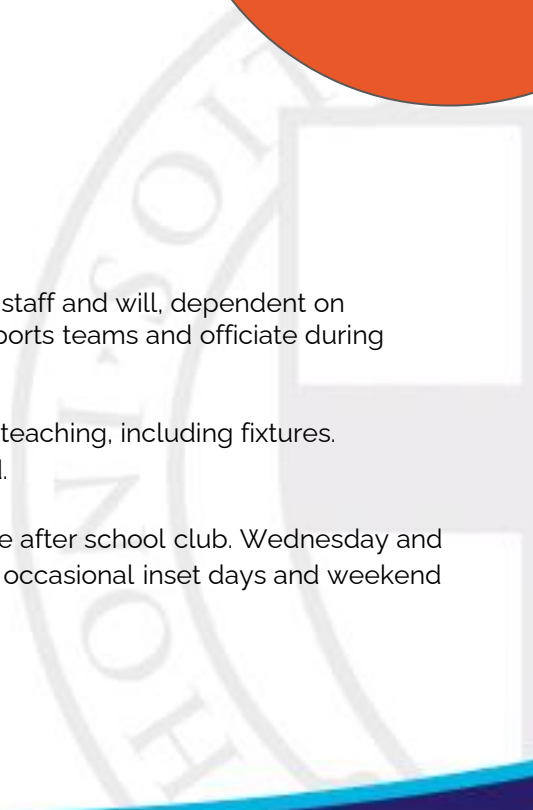 staff and will, dependent on
ports teams and officiate during
teaching, including fixtures.
e after school club. Wednesday and
occasional inset days and weekend